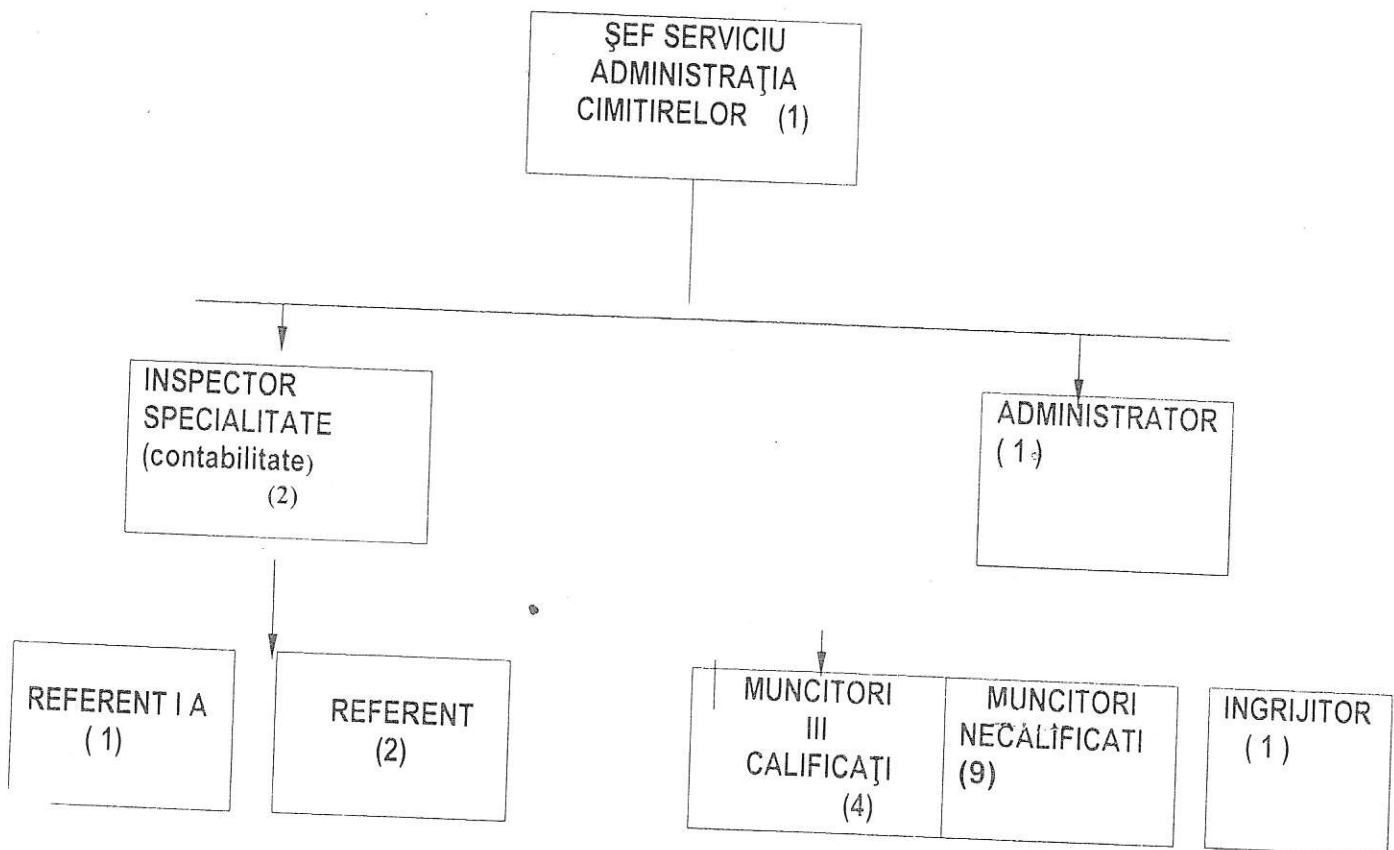 ŞEF SERVICIU
ADMINISTRAŢIA
CIMITIRELOR (1)
INSPECTOR
SPECIALITATE
(contabilitate)
(2)
ADMINISTRATOR
( 1 )
REFERENT I A
( 1)
REFERENT
(2)
MUNCITORI
III
CALIFICAŢI
(4)
MUNCITORI
NECALIFICATI
(9)
INGRIJITOR
( 1 )